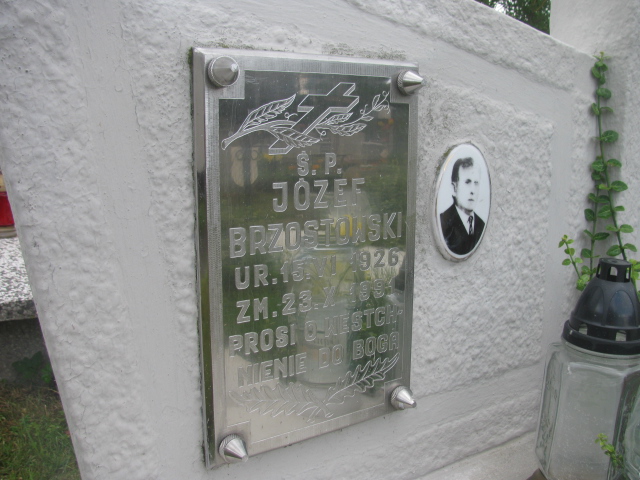 Ś. P.
JÓZEF
BRZOSTOWSKI
UR. 1926
ZM. 23.X.
PROSI O WESTCH-
NIENIE DO BOGA